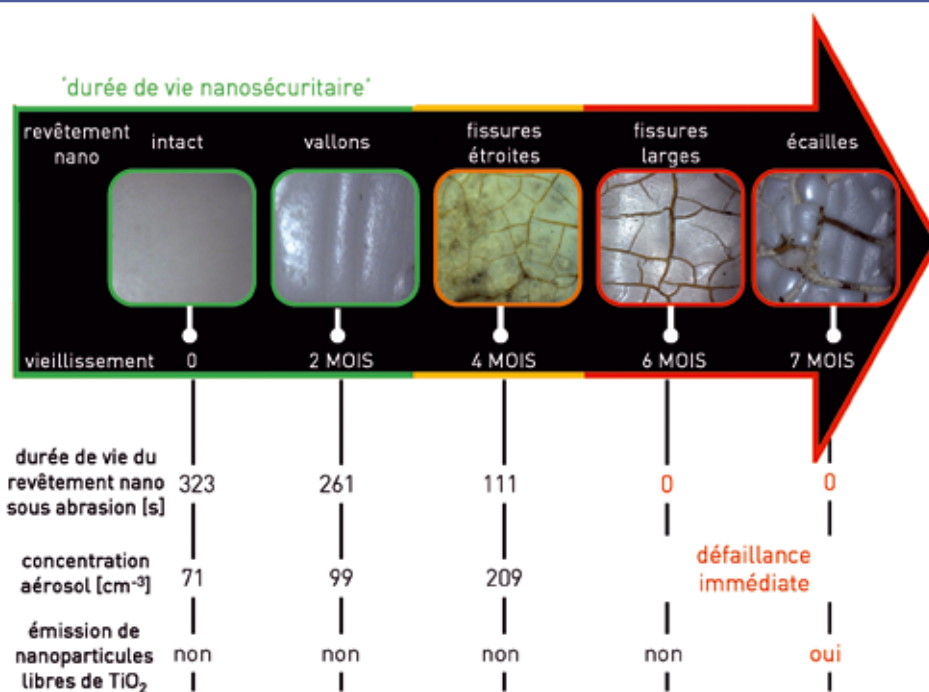 'durée de vie nanosécuritaire'
revêtement nano
intact
vallons
fissures étroites
fissures larges
écailles
vieillissement 0 2 MOIS 4 MOIS 6 MOIS 7 MOIS
durée de vie du
revêtement nano 323 261 111 0 0
sous abrasion [s]
concentration
aérosol [cm⁻³] 71 99 209
défaillance
immédiate
émission de
nanoparticules non non non non oui
libres de TiO₂